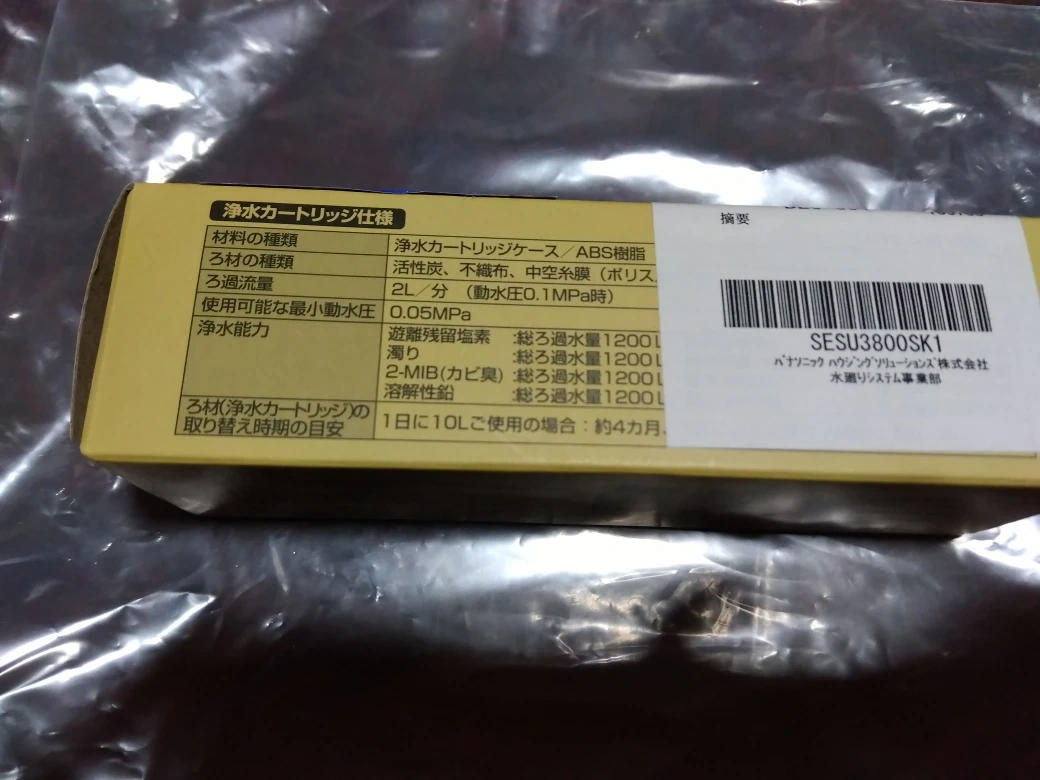 浄水カートリッジ仕様
材料の種類 浄水カートリッジケース／ABS樹脂
ろ材の種類 活性炭、不織布、中空糸膜（ポリス
ろ過流量 2L／分 （動水圧0.1MPa時）
使用可能な最小動水圧 0.05MPa
浄水能力 遊離残留塩素 :総ろ過水量1200L
濁り :総ろ過水量1200L
2-MIB(カビ臭) :総ろ過水量1200L
溶解性鉛 :総ろ過水量1200L
ろ材(浄水カートリッジ)の
取り替え時期の目安 1日に10Lご使用の場合：約4カ月
摘要
SESU3800SK1
ﾊﾟﾅｿﾆｯｸ ﾊｳｼﾞﾝｸﾞｿﾘｭｰｼｮﾝｽﾞ株式会社
水廻りｼｽﾃﾑ事業部